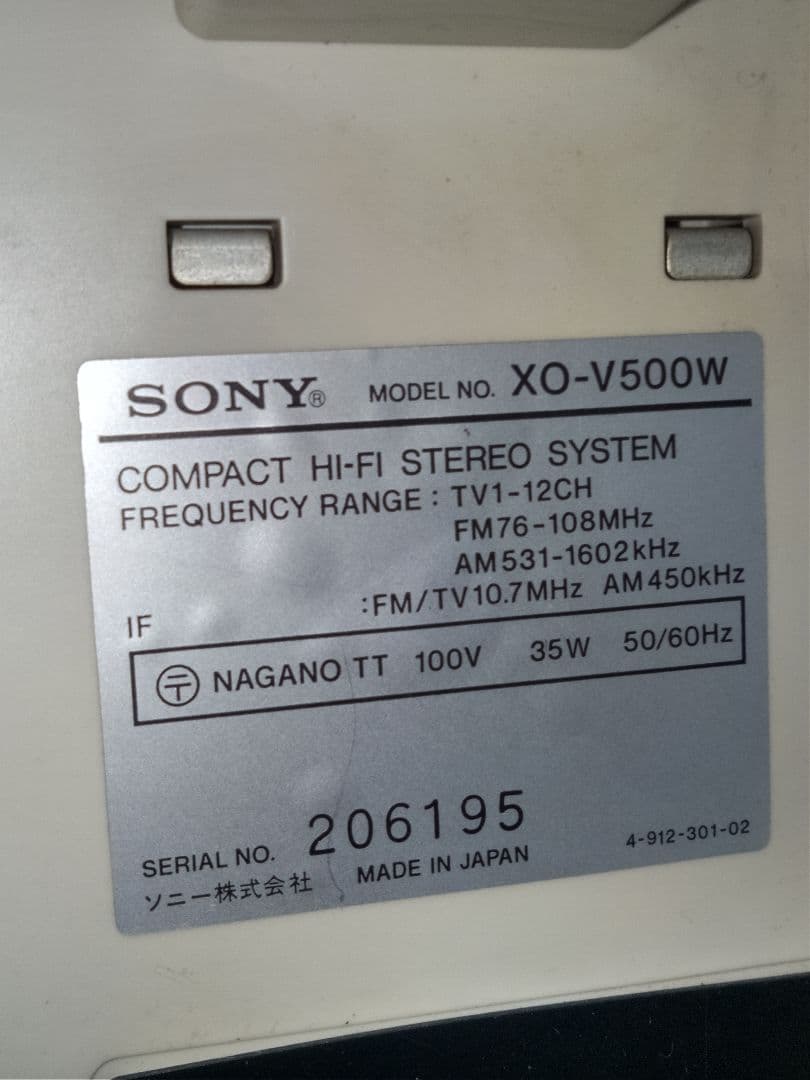 SONY® MODEL NO. XO-V500W
COMPACT HI-FI STEREO SYSTEM
FREQUENCY RANGE : TV1-12CH
FM76-108MHz
AM531-1602kHz
IF :FM/TV10.7MHz AM450kHz
〶 NAGANO TT 100V 35W 50/60Hz
SERIAL NO. 206195
ソニー株式会社 MADE IN JAPAN 4-912-301-02